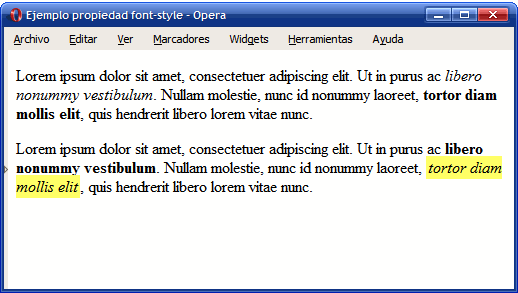 Ejemplo propiedad font-style - Opera
Archivo Editar Ver Marcadores Widgets Herramientas Ayuda
Lorem ipsum dolor sit amet, consectetuer adipiscing elit. Ut in purus ac libero
nonummy vestibulum. Nullam molestie, nunc id nonummy laoreet, tortor diam
mollis elit, quis hendrerit libero lorem vitae nunc.
Lorem ipsum dolor sit amet, consectetuer adipiscing elit. Ut in purus ac libero
nonummy vestibulum. Nullam molestie, nunc id nonummy laoreet, tortor diam
mollis elit, quis hendrerit libero lorem vitae nunc.